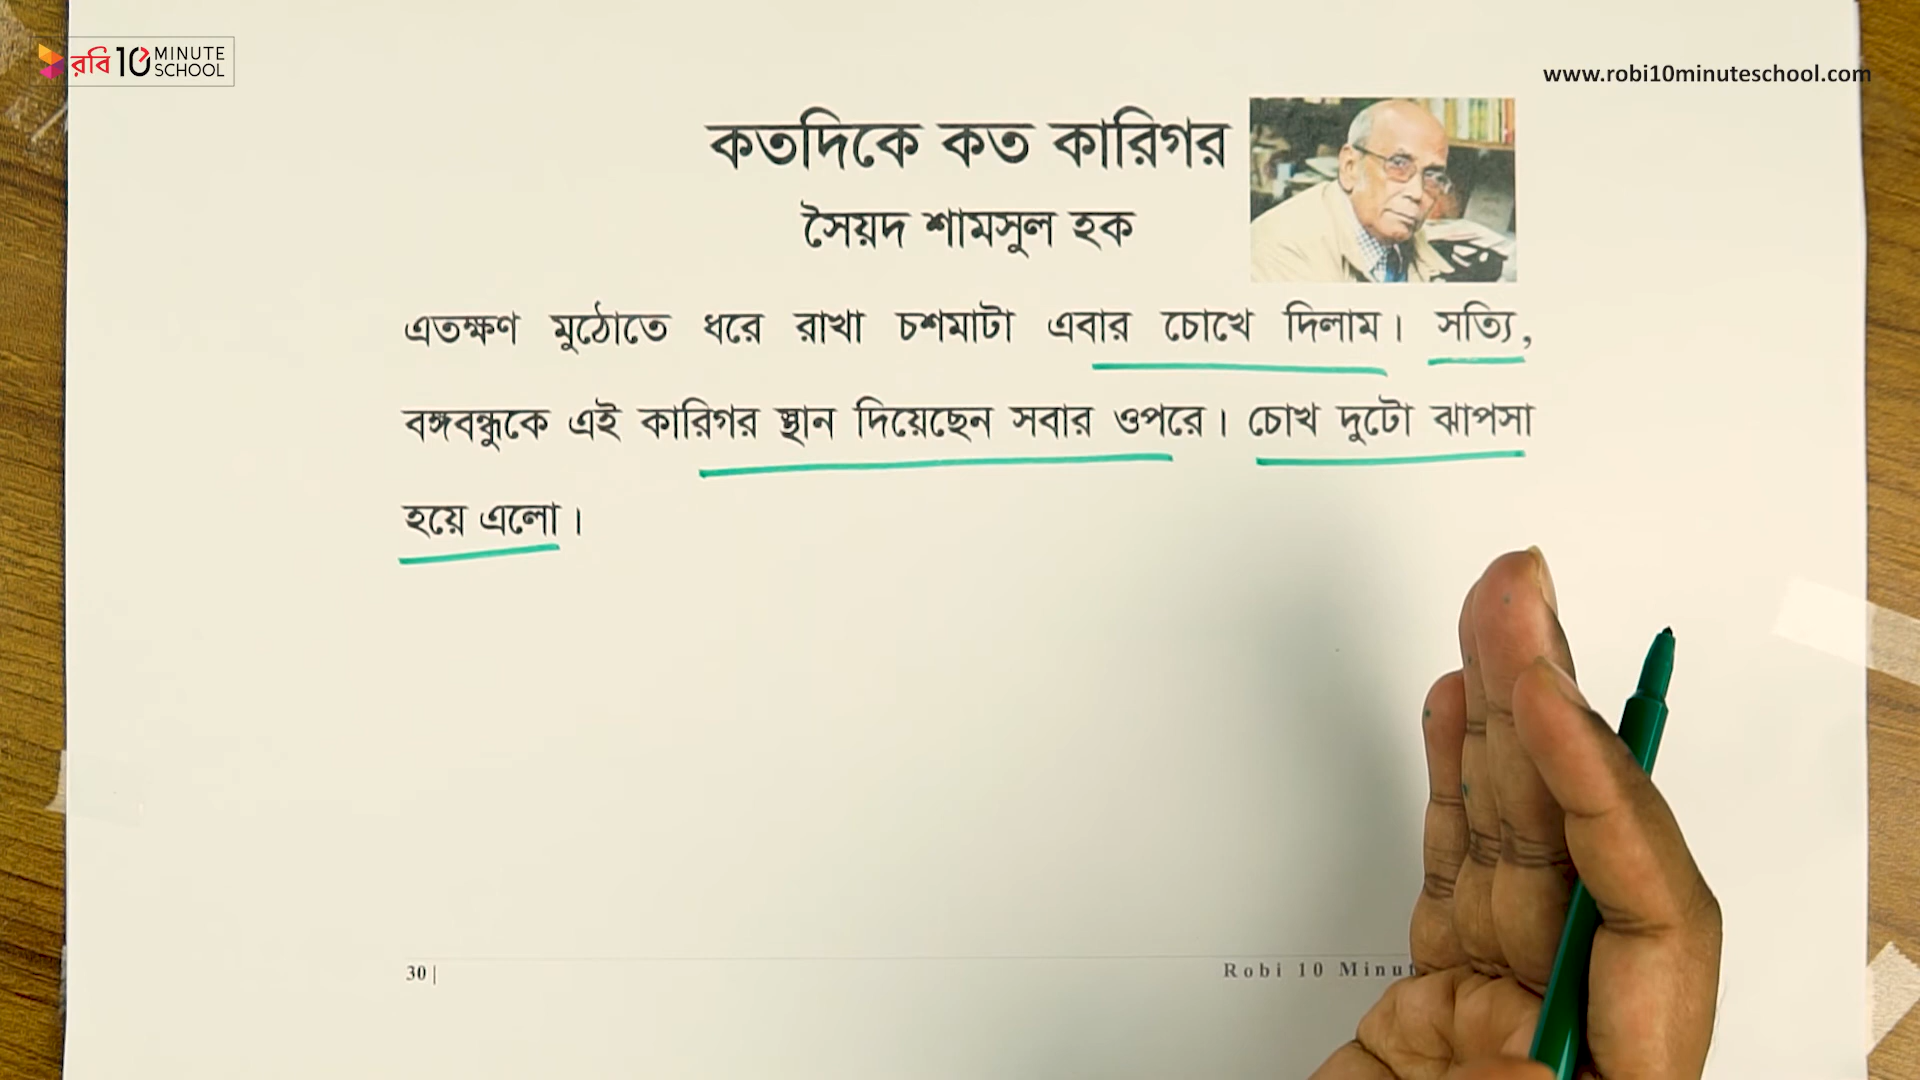 রবি 10 MINUTE SCHOOL
www.robi10minuteschool.com
কতদিকে কত কারিগর
সৈয়দ শামসুল হক
এতক্ষণ মুঠোতে ধরে রাখা চশমাটা এবার চোখে দিলাম। সত্যি,
বঙ্গবন্ধুকে এই কারিগর স্থান দিয়েছেন সবার ওপরে। চোখ দুটো ঝাপসা
হয়ে এলো।
30|
Robi 10 Minut